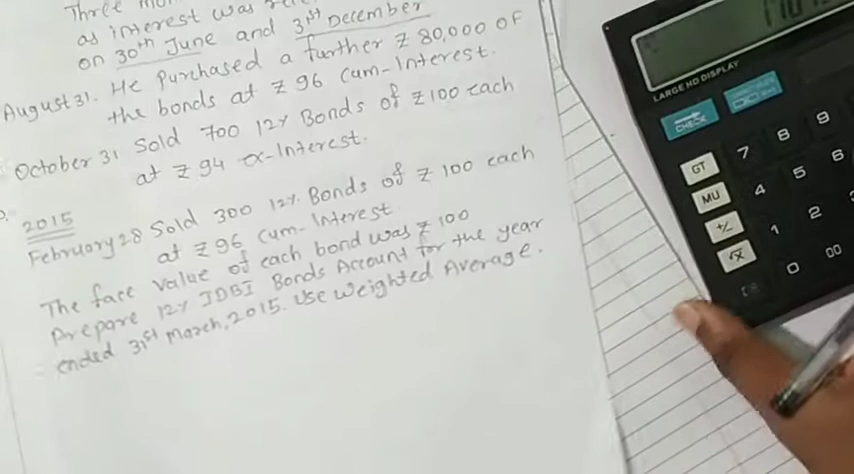 Three
as interest was
on 30th June and 31st December
August 31. He purchased a further ₹ 80,000 OF
the bonds at ₹ 96 Cum-Interest.
October 31 Sold 700 12% Bonds of ₹100 each
at ₹ 94 ex-Interest.
2015
February 28 Sold 300 12% Bonds of ₹ 100 each
at ₹ 96 Cum-Interest
The face value of each bond was ₹ 100
Prepare 12% IDBI Bonds Account for the year
ended 31st March, 2015. Use Weighted Average.
LARGE HD DISPLAY
CHECK
GT 7 8 9
MU 4 5 6
+/- 1 2
√x 0 00